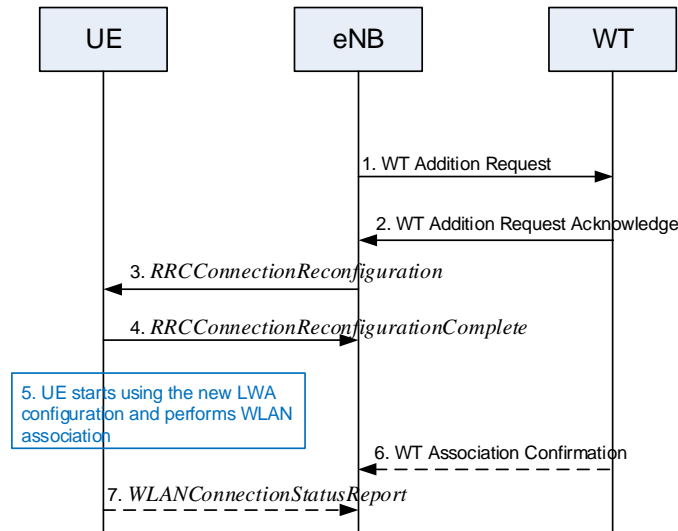 UE
eNB
WT
1. WT Addition Request
2. WT Addition Request Acknowledge
3. RRCConnectionReconfiguration
4. RRCConnectionReconfigurationComplete
5. UE starts using the new LWA
configuration and performs WLAN
association
6. WT Association Confirmation
7. WLANConnectionStatusReport